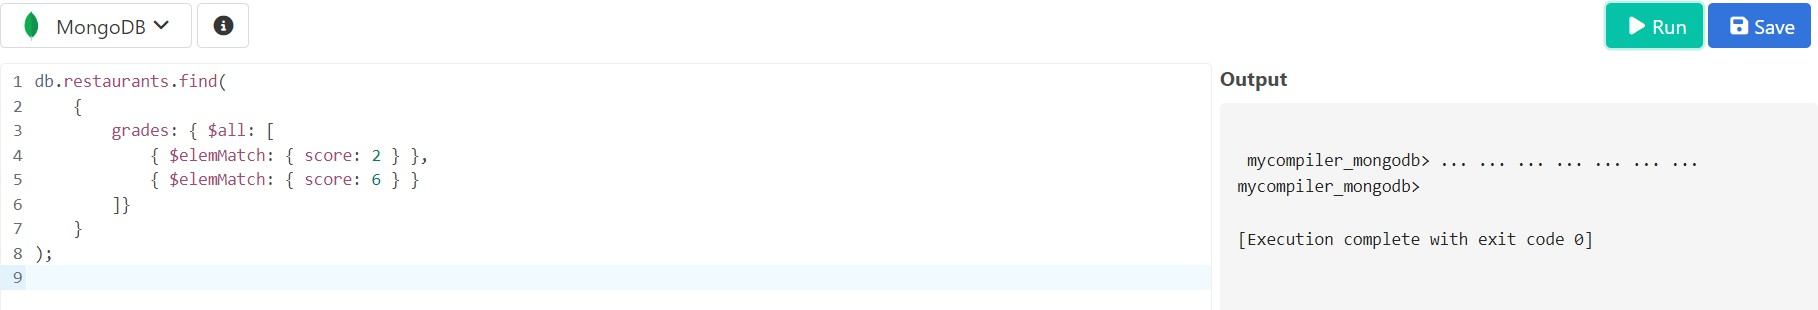 MongoDB
Run
Save
1 db.restaurants.find(
2     {
3         grades: { $all: [
4             { $elemMatch: { score: 2 } },
5             { $elemMatch: { score: 6 } }
6         ]}
7     }
8 );
9
Output
mycompiler_mongodb> ... ... ... ... ... ... ...
mycompiler_mongodb>
[Execution complete with exit code 0]